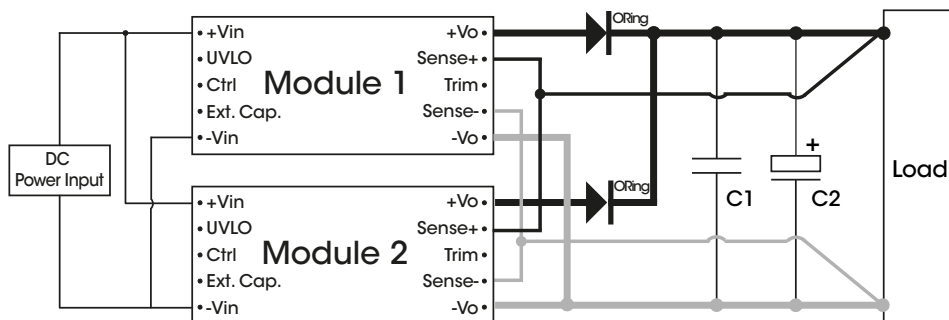 DC
Power Input
+Vin
UVLO
Ctrl
Ext. Cap.
-Vin
Module 1
+Vo
Sense+
Trim
Sense-
-Vo
ORing
+Vin
UVLO
Ctrl
Ext. Cap.
-Vin
Module 2
+Vo
Sense+
Trim
Sense-
-Vo
ORing
C1
+
C2
Load